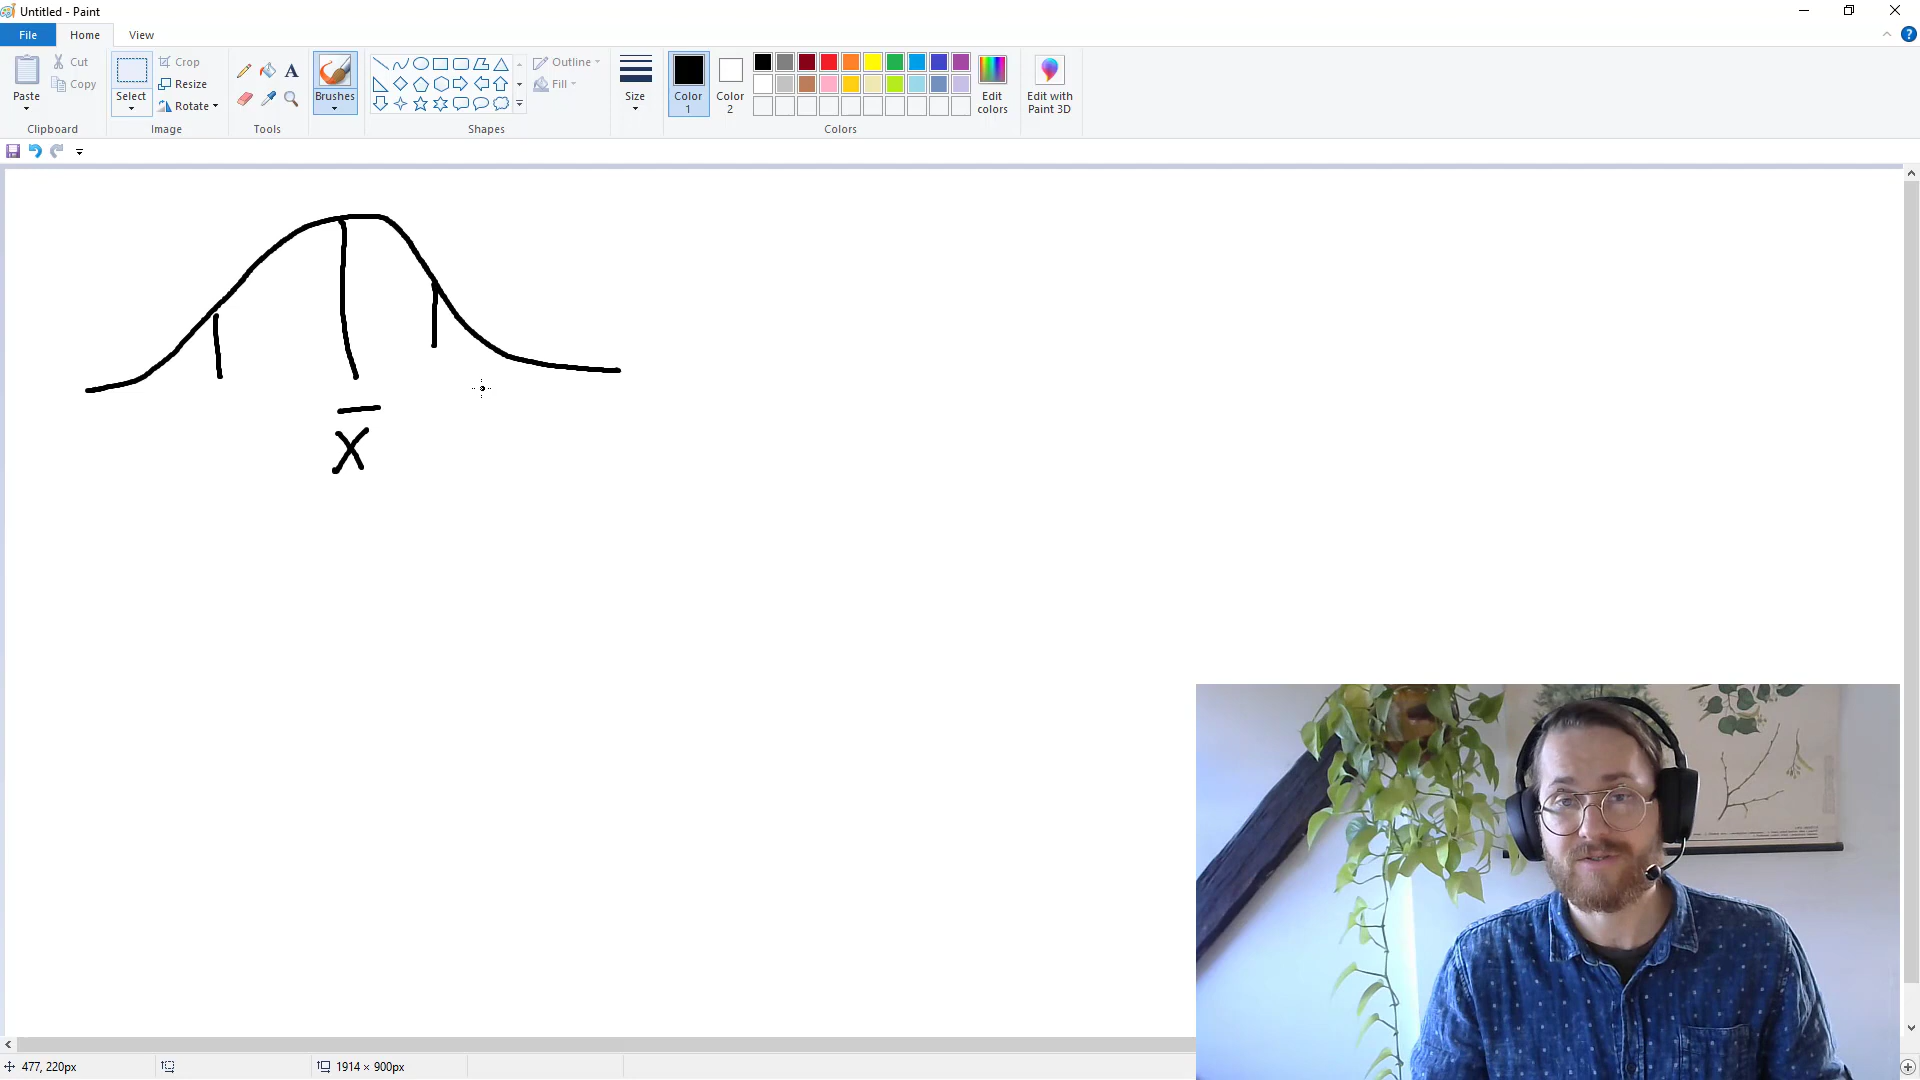 Untitled - Paint
File Home View
Paste
Cut
Copy
Clipboard
Select
Crop
Resize
Rotate
Image
A
Tools
Brushes
Outline
Fill
Shapes
Size
Color 1
Color 2
Edit colors
Colors
Edit with Paint 3D
X̄
477, 220px
1914 × 900px